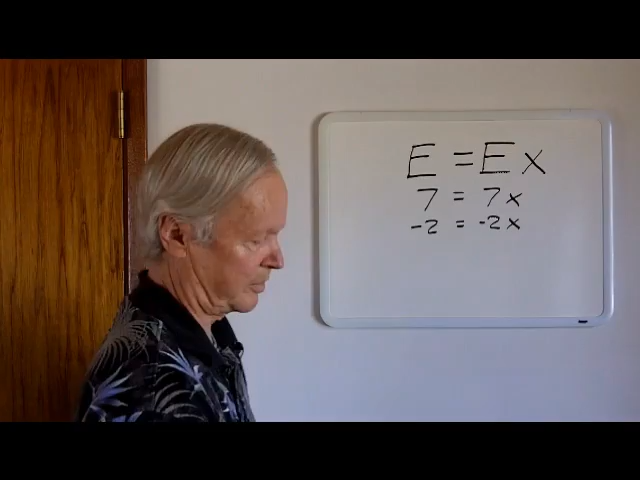 E = Ex
7 = 7x
-2 = -2x